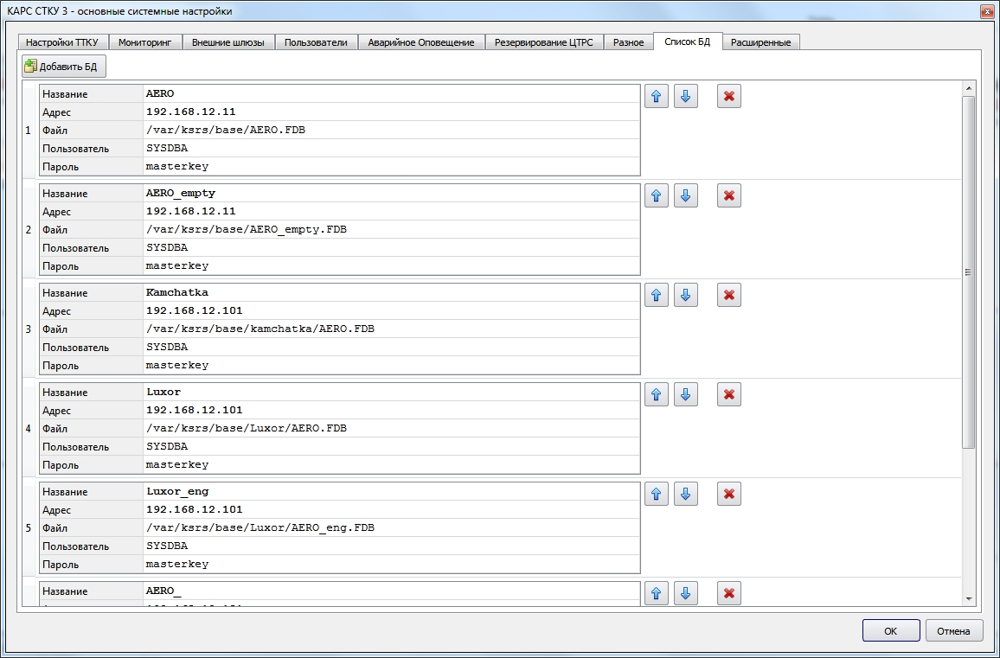 КАРС СТКУ 3 - основные системные настройки
Настройки ТТКУ Мониторинг Внешние шлюзы Пользователи Аварийное Оповещение Резервирование ЦТРС Разное Список БД Расширенные
Добавить БД
1
Название AERO
Адрес 192.168.12.11
Файл /var/ksrs/base/AERO.FDB
Пользователь SYSDBA
Пароль masterkey
2
Название AERO_empty
Адрес 192.168.12.11
Файл /var/ksrs/base/AERO_empty.FDB
Пользователь SYSDBA
Пароль masterkey
3
Название Kamchatka
Адрес 192.168.12.101
Файл /var/ksrs/base/kamchatka/AERO.FDB
Пользователь SYSDBA
Пароль masterkey
4
Название Luxor
Адрес 192.168.12.101
Файл /var/ksrs/base/Luxor/AERO.FDB
Пользователь SYSDBA
Пароль masterkey
5
Название Luxor_eng
Адрес 192.168.12.101
Файл /var/ksrs/base/Luxor/AERO_eng.FDB
Пользователь SYSDBA
Пароль masterkey
Название AERO_
OK Отмена